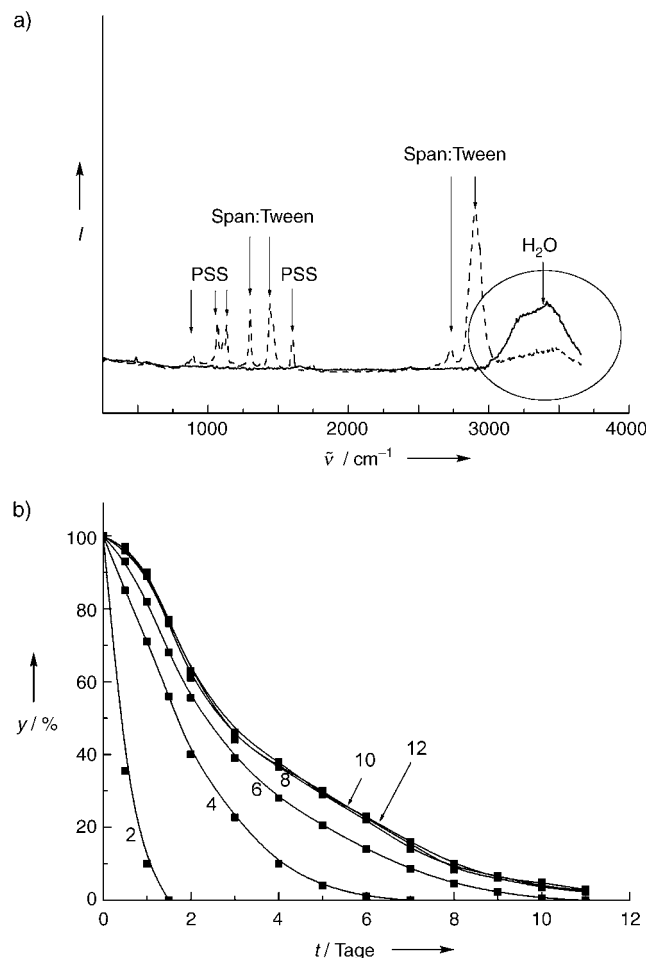 a)
Span:Tween
Span:Tween
H₂O
I
PSS
PSS
1000 2000 3000 4000
ṽ / cm⁻¹
b)
100
80
60
40
20
0
y / %
2
4
6
8
10
12
0 2 4 6 8 10 12
t / Tage